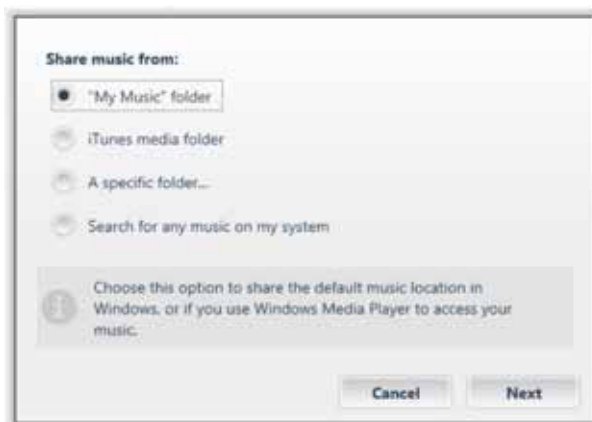 Share music from:
"My Music" folder
iTunes media folder
A specific folder...
Search for any music on my system
Choose this option to share the default music location in
Windows, or if you use Windows Media Player to access your
music.
Cancel Next